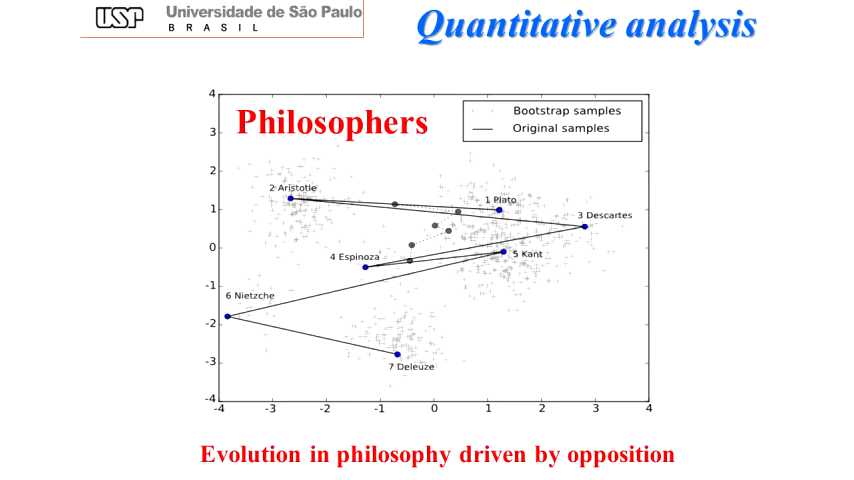 USP
Universidade de São Paulo
BRASIL
Quantitative analysis
Philosophers
Bootstrap samples
Original samples
4
3
2
1
0
-1
-2
-3
-4
2 Aristotle
1 Plato
3 Descartes
4 Espinoza
5 Kant
6 Nietzche
7 Deleuze
-4 -3 -2 -1 0 1 2 3 4
Evolution in philosophy driven by opposition